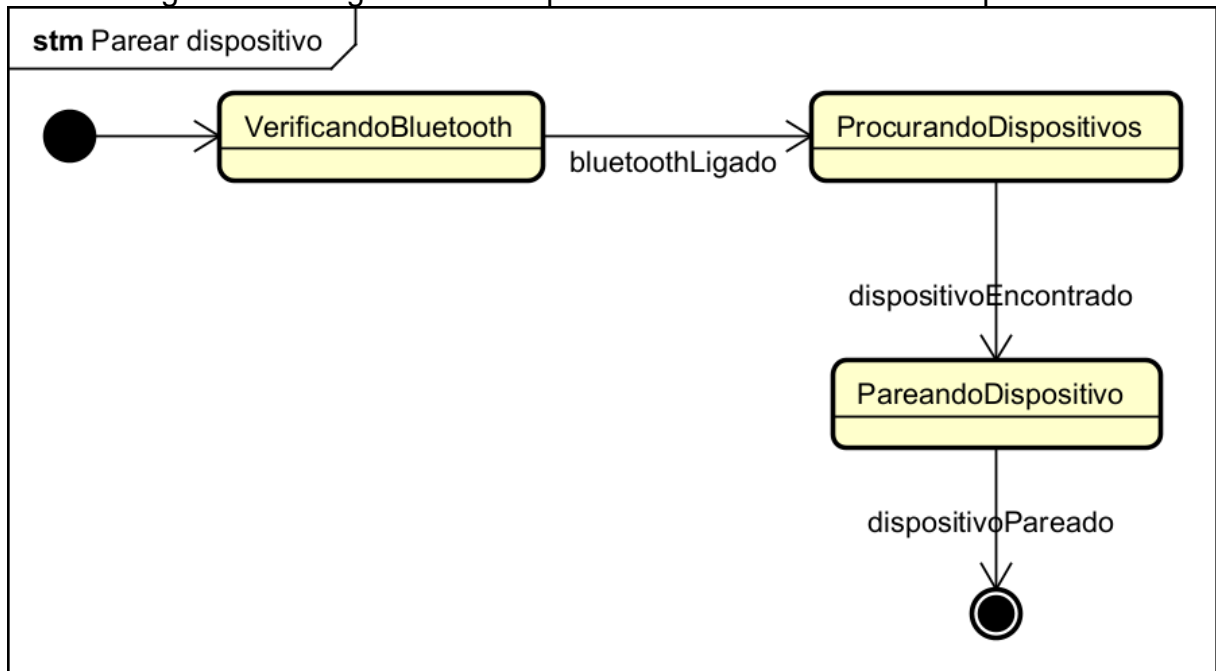 stm Parear dispositivo
VerificandoBluetooth
bluetoothLigado
ProcurandoDispositivos
dispositivoEncontrado
PareandoDispositivo
dispositivoPareado